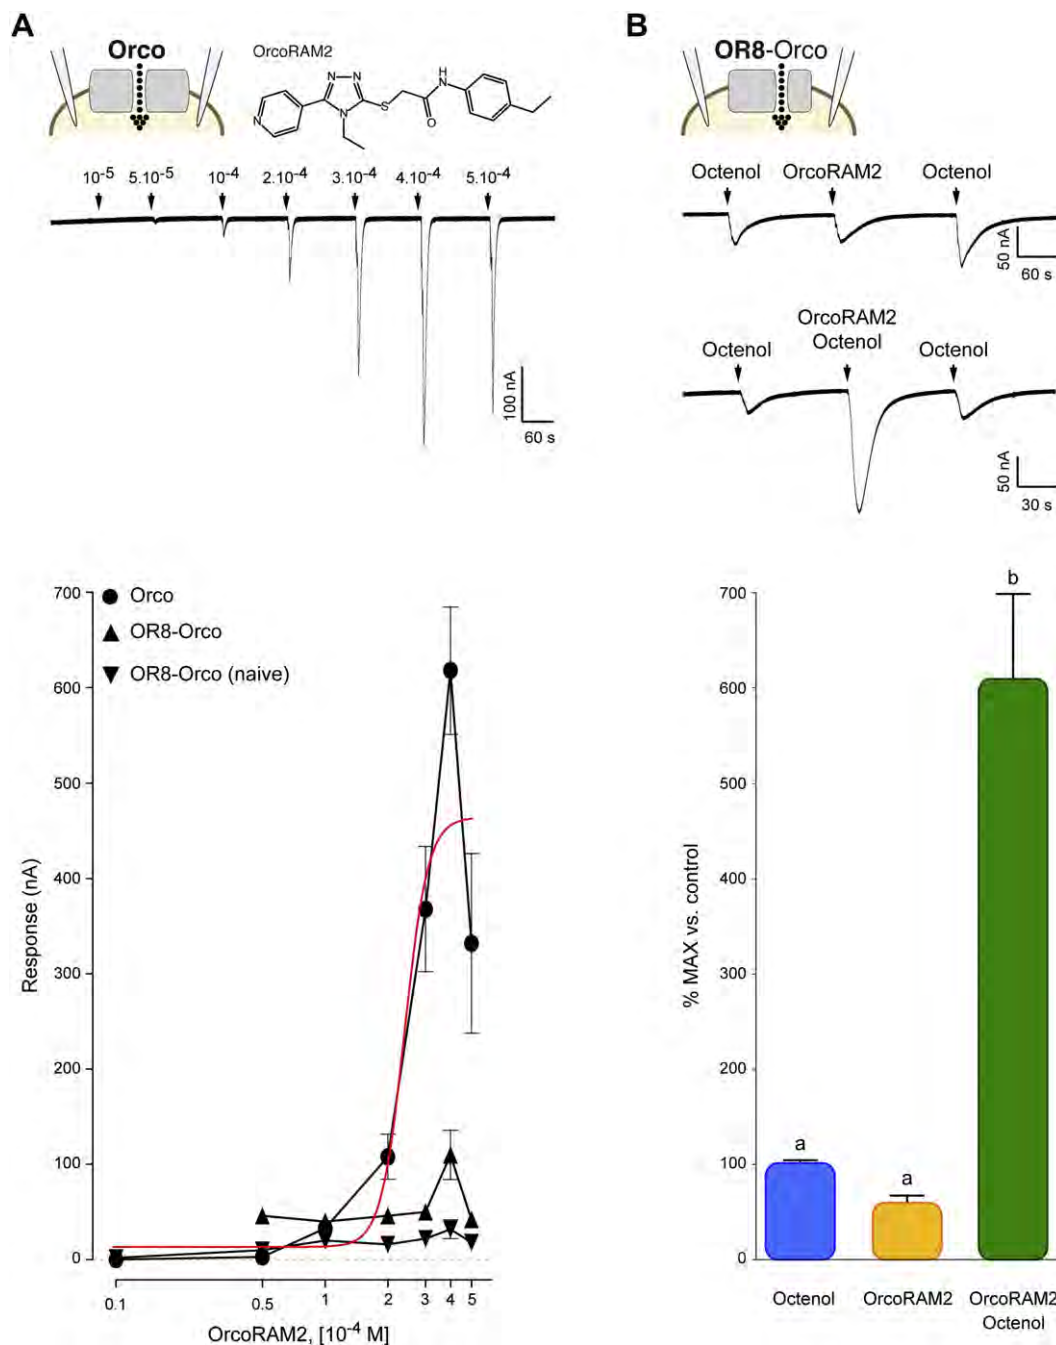 A
Orco
OrcoRAM2
N N
N
S
O
H
N
N
10-5 5.10-5 10-4 2.10-4 3.10-4 4.10-4 5.10-4
100 nA
60 s
B
OR8-Orco
Octenol OrcoRAM2 Octenol
50 nA
60 s
OrcoRAM2
Octenol Octenol Octenol
50 nA
30 s
Orco
OR8-Orco
OR8-Orco (naive)
700
600
500
400
300
200
100
0
Response (nA)
0.1 0.5 1 2 3 4 5
OrcoRAM2, [10-4 M]
700
600
500
400
300
200
100
0
% MAX vs. control
a a b
Octenol OrcoRAM2 OrcoRAM2
Octenol